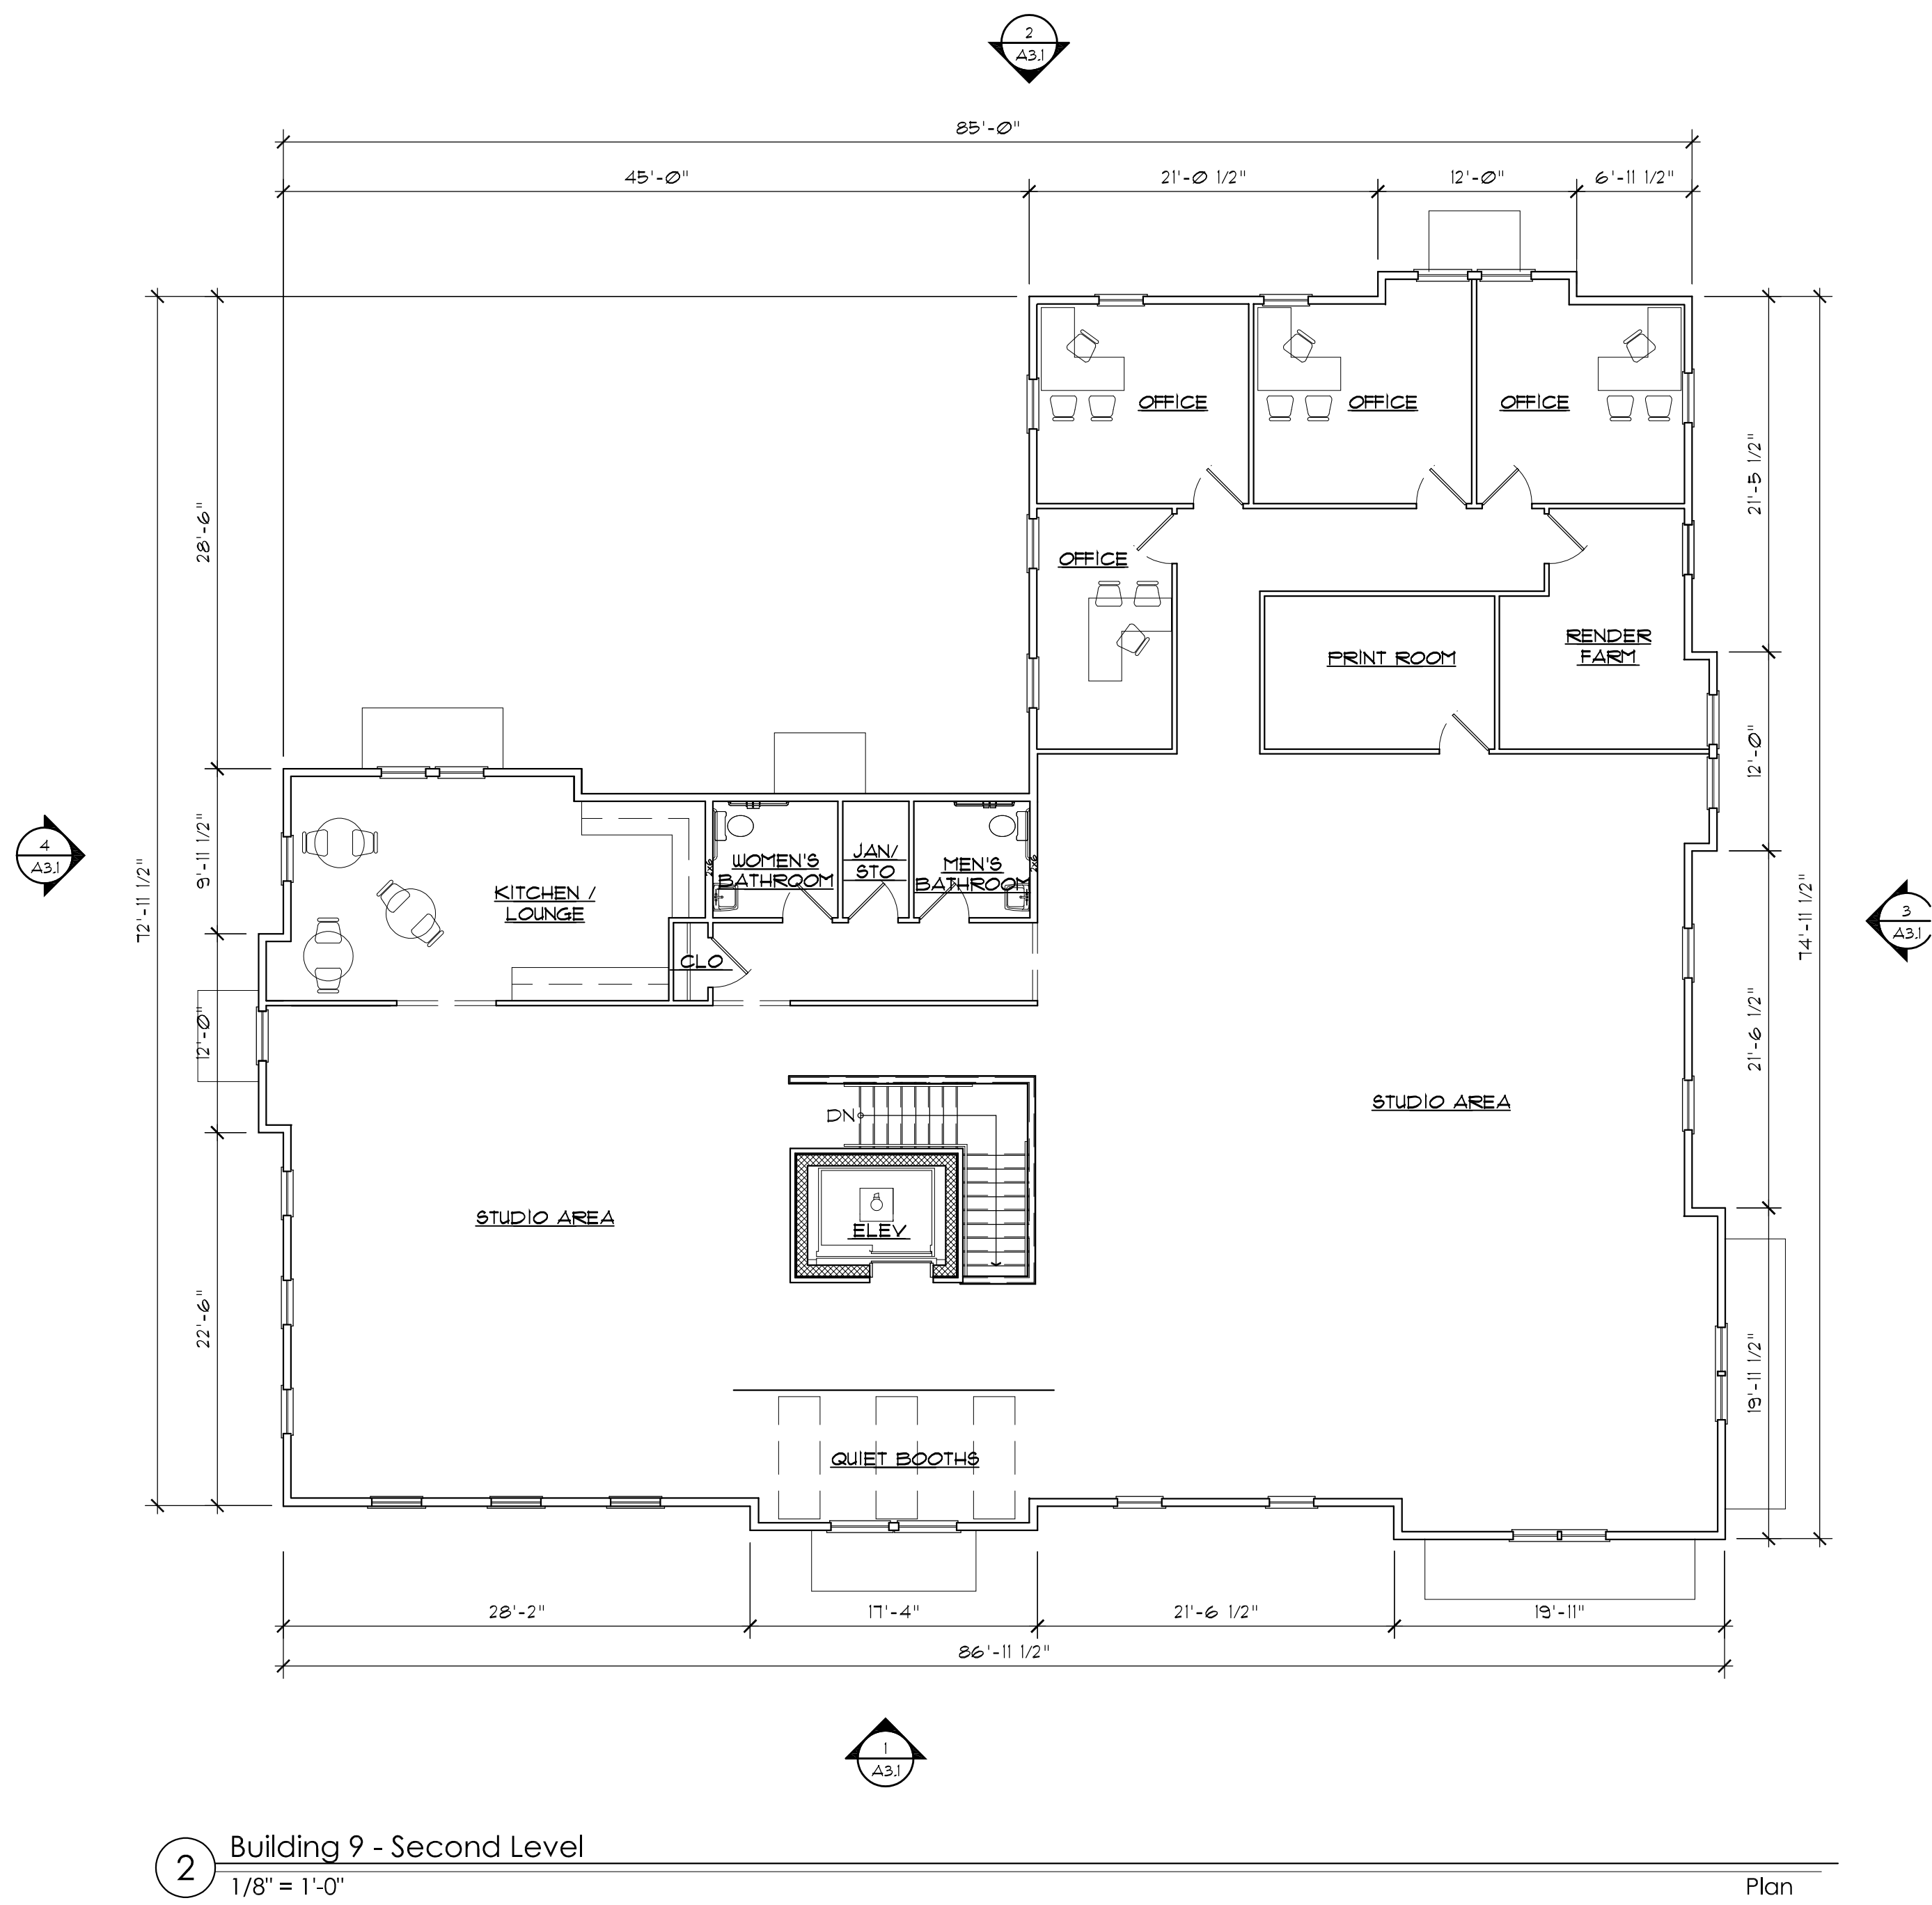 2
A3.1
85'-0"
45'-0"
21'-0 1/2"
12'-0"
6'-11 1/2"
OFFICE
OFFICE
OFFICE
21'-5 1/2"
28'-6"
OFFICE
RENDER
FARM
PRINT ROOM
12'-0"
9'-11 1/2"
72'-11 1/2"
4
A3.1
KITCHEN /
LOUNGE
2x6
WOMEN'S
BATHROOM
JAN/
STO
MEN'S
BATHROOM
2x6
CLO
74'-11 1/2"
3
A3.1
12'-0"
21'-6 1/2"
DN
STUDIO AREA
STUDIO AREA
ELEV
22'-6"
19'-11 1/2"
QUIET BOOTHS
28'-2"
17'-4"
21'-6 1/2"
19'-11"
86'-11 1/2"
1
A3.1
2
Building 9 - Second Level
1/8" = 1'-0"
Plan